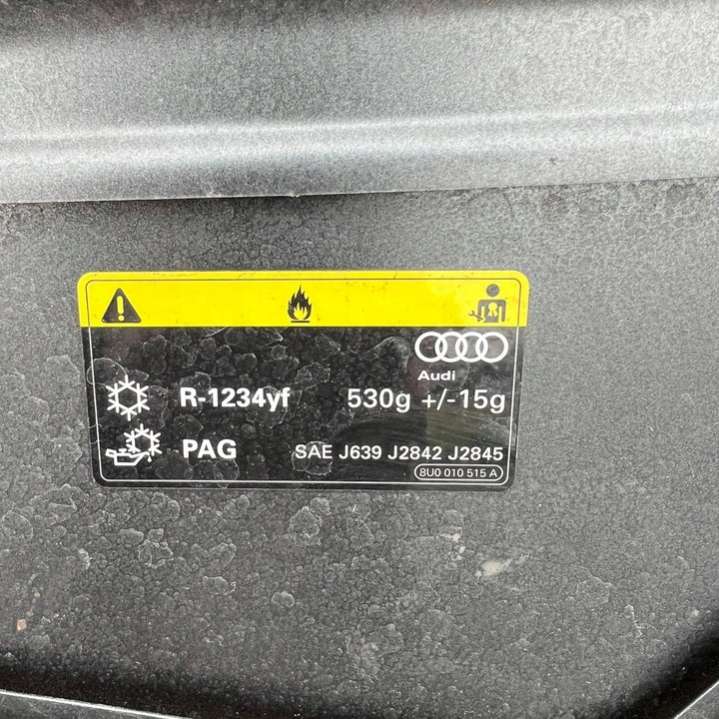 Audi
R-1234yf 530g +/-15g
PAG SAE J639 J2842 J2845
8U0 010 515 A